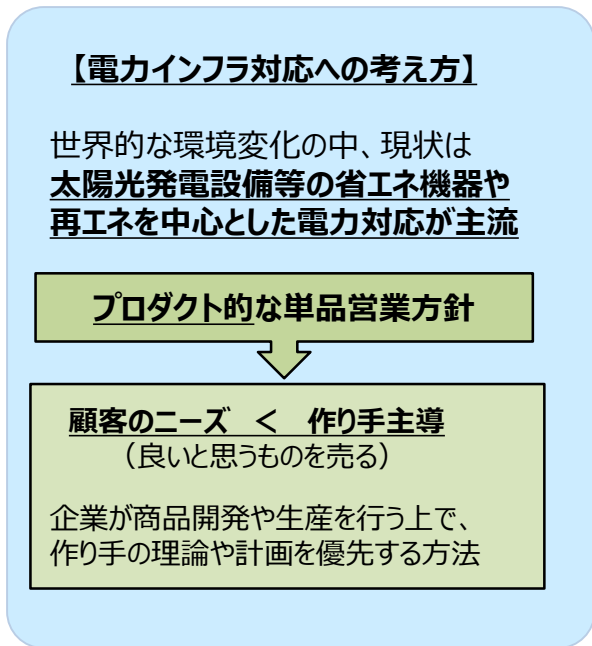 【電力インフラ対応への考え方】
世界的な環境変化の中、現状は
太陽光発電設備等の省エネ機器や
再エネを中心とした電力対応が主流
プロダクト的な単品営業方針
顧客のニーズ ＜ 作り手主導
（良いと思うものを売る）
企業が商品開発や生産を行う上で、
作り手の理論や計画を優先する方法